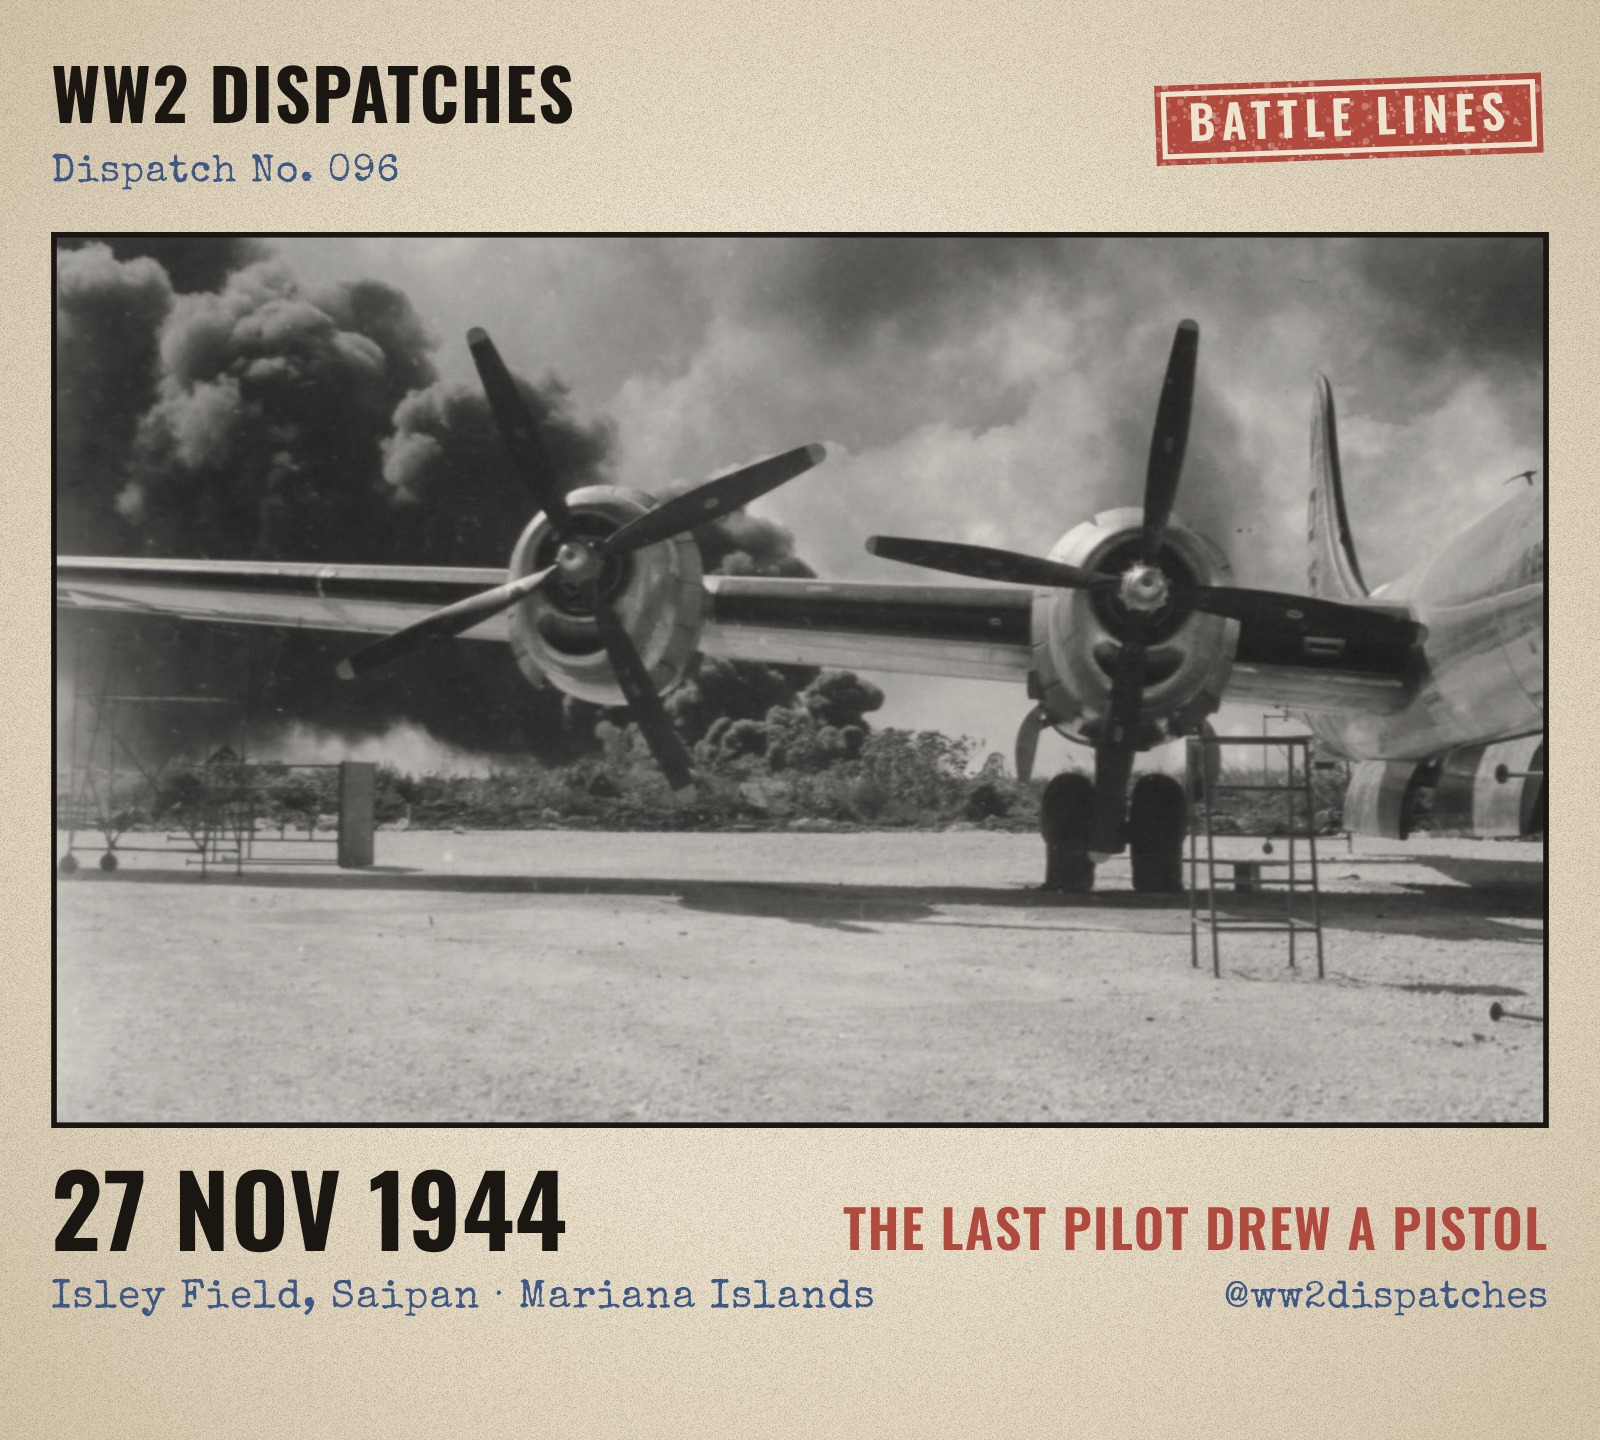 WW2 DISPATCHES
Dispatch No. 096
BATTLE LINES
27 NOV 1944
THE LAST PILOT DREW A PISTOL
Isley Field, Saipan · Mariana Islands
@ww2dispatches